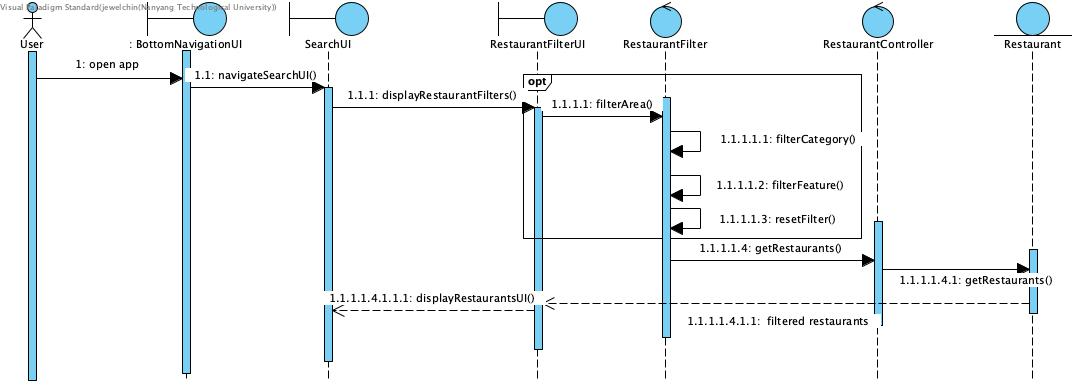 Visual Paradigm Standard(jewelchin(Nanyang Technological University))
User
: BottomNavigationUI
SearchUI
RestaurantFilterUI
RestaurantFilter
RestaurantController
Restaurant
1: open app
1.1: navigateSearchUI()
opt
1.1.1: displayRestaurantFilters()
1.1.1.1: filterArea()
1.1.1.1.1: filterCategory()
1.1.1.1.2: filterFeature()
1.1.1.1.3: resetFilter()
1.1.1.1.4: getRestaurants()
1.1.1.1.4.1: getRestaurants()
1.1.1.1.4.1.1.1: displayRestaurantsUI()
1.1.1.1.4.1.1: filtered restaurants